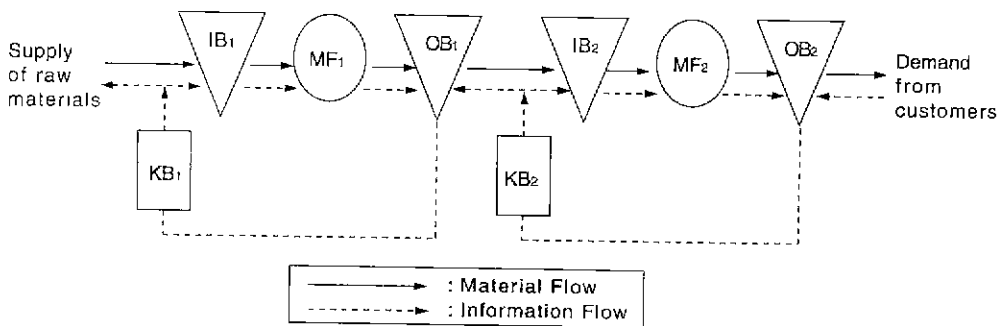 Supply
of raw
materials
IB1
MF1
OB1
IB2
MF2
OB2
Demand
from
customers
KB1
KB2
: Material Flow
: Information Flow